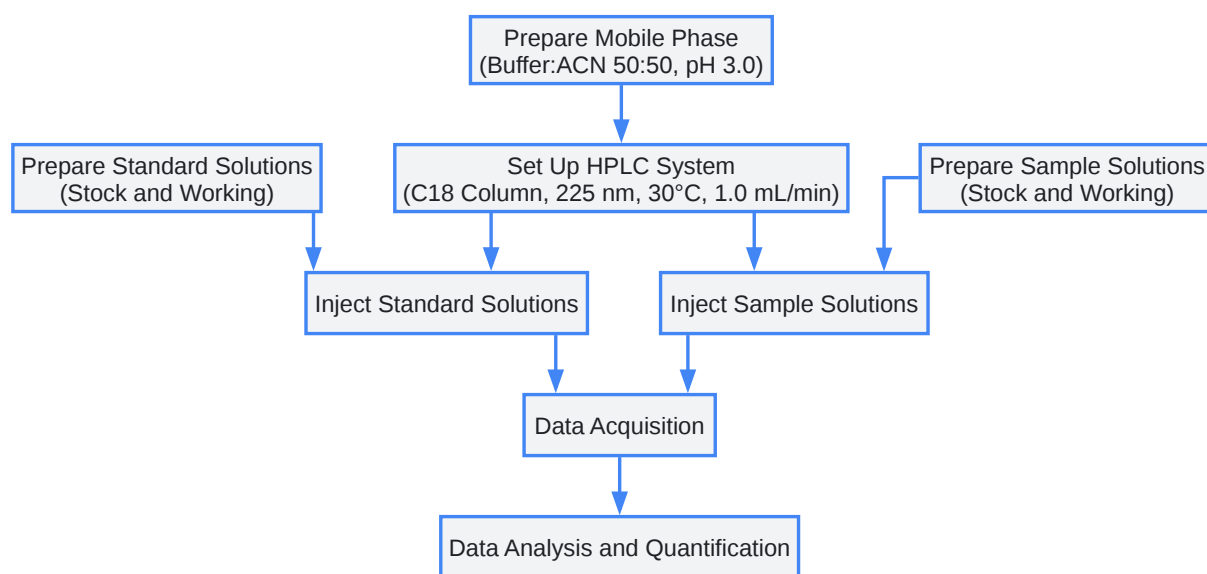 Prepare Mobile Phase
(Buffer:ACN 50:50, pH 3.0)
Prepare Standard Solutions
(Stock and Working)
Set Up HPLC System
(C18 Column, 225 nm, 30°C, 1.0 mL/min)
Prepare Sample Solutions
(Stock and Working)
Inject Standard Solutions
Inject Sample Solutions
Data Acquisition
Data Analysis and Quantification